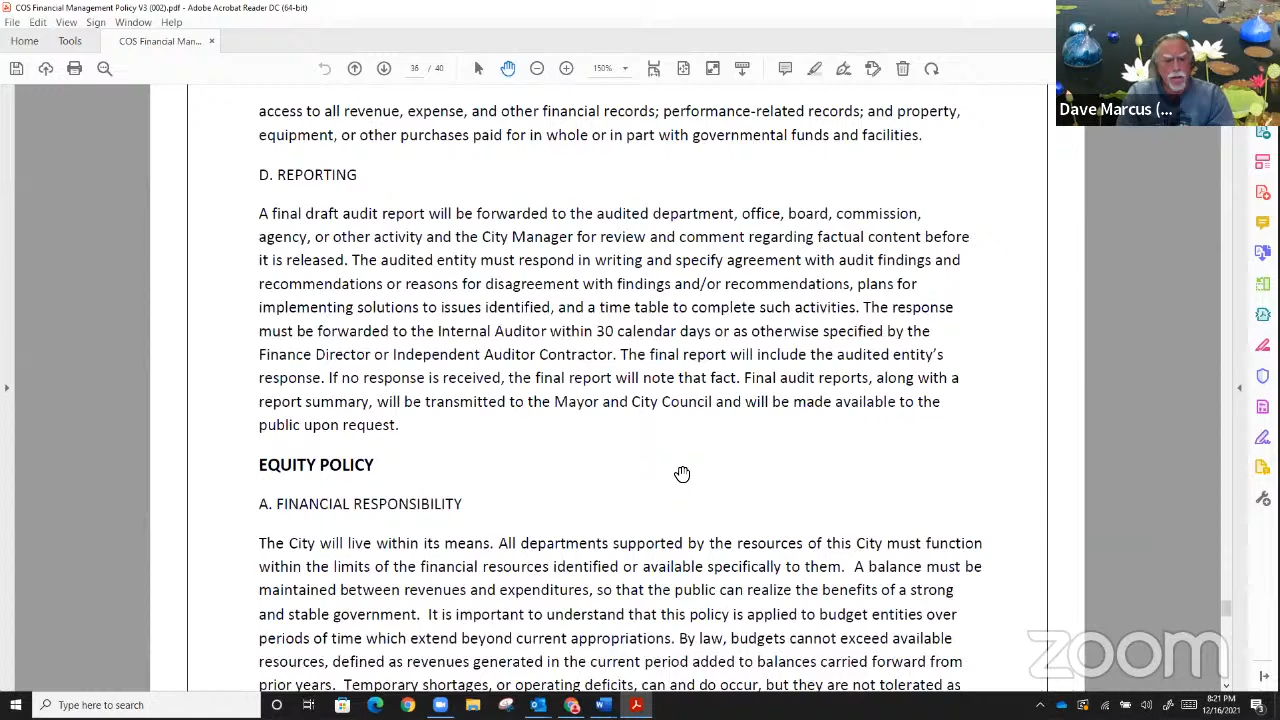 COS Financial Management Policy V3 (002).pdf - Adobe Acrobat Reader DC (64-bit)
File Edit View Sign Window Help
Home Tools COS Financial Man... ×
36 / 40 150%
Dave Marcus (...
access to all revenue, expense, and other financial records; performance-related records; and property,
equipment, or other purchases paid for in whole or in part with governmental funds and facilities.
D. REPORTING
A final draft audit report will be forwarded to the audited department, office, board, commission,
agency, or other activity and the City Manager for review and comment regarding factual content before
it is released. The audited entity must respond in writing and specify agreement with audit findings and
recommendations or reasons for disagreement with findings and/or recommendations, plans for
implementing solutions to issues identified, and a time table to complete such activities. The response
must be forwarded to the Internal Auditor within 30 calendar days or as otherwise specified by the
Finance Director or Independent Auditor Contractor. The final report will include the audited entity's
response. If no response is received, the final report will note that fact. Final audit reports, along with a
report summary, will be transmitted to the Mayor and City Council and will be made available to the
public upon request.
EQUITY POLICY
A. FINANCIAL RESPONSIBILITY
The City will live within its means. All departments supported by the resources of this City must function
within the limits of the financial resources identified or available specifically to them. A balance must be
maintained between revenues and expenditures, so that the public can realize the benefits of a strong
and stable government. It is important to understand that this policy is applied to budget entities over
periods of time which extend beyond current appropriations. By law, budgets cannot exceed available
resources, defined as revenues generated in the current period added to balances carried forward from
prior years. Temporary shortages, or operating deficits, can and do occur, but they are not tolerated as
zoom
Type here to search
8:21 PM
12/16/2021